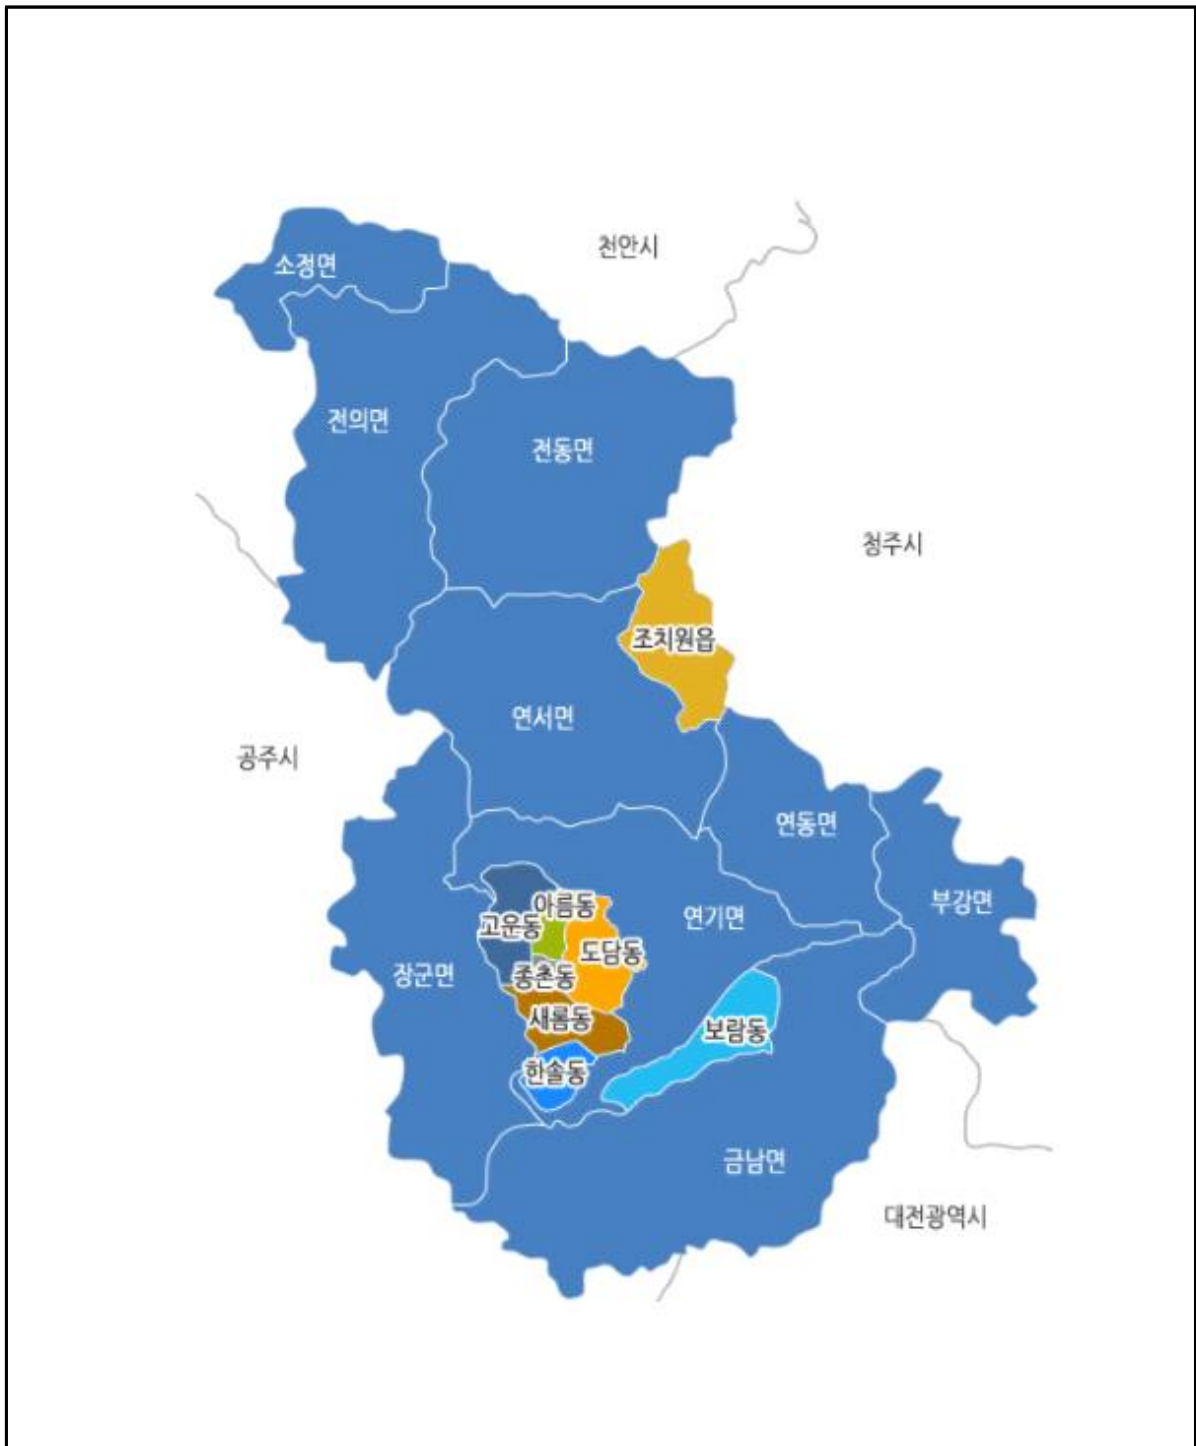 천안시
소정면
전의면
전동면
청주시
조치원읍
연서면
공주시
연동면
부강면
아름동
연기면
고운동
도담동
장군면
종촌동
새롬동
보람동
한솔동
금남면
대전광역시